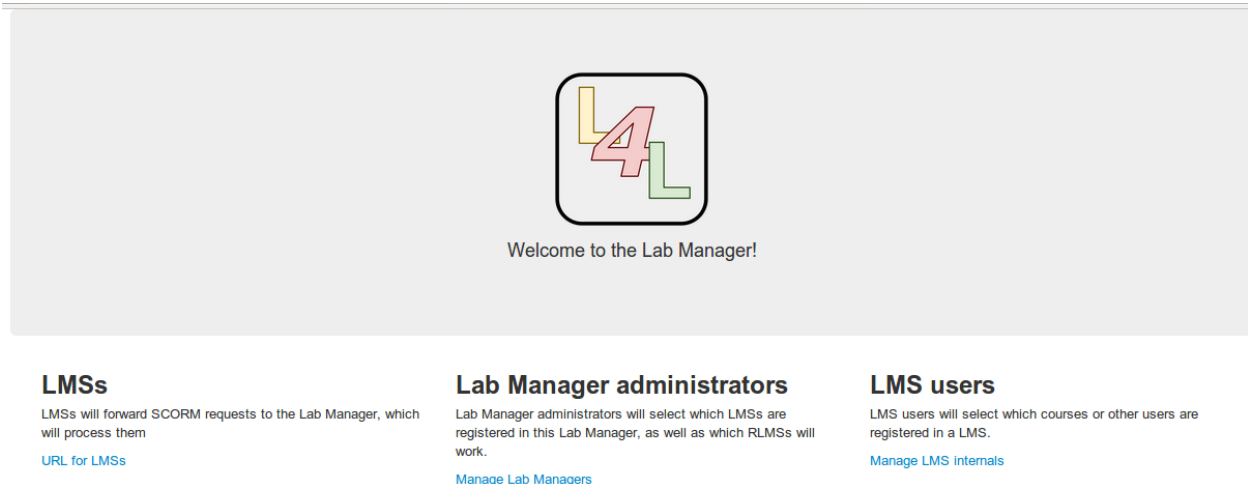 L4L
Welcome to the Lab Manager!
LMSs
LMSs will forward SCORM requests to the Lab Manager, which
will process them
URL for LMSs
Lab Manager administrators
Lab Manager administrators will select which LMSs are
registered in this Lab Manager, as well as which RLMSs will
work.
Manage Lab Managers
LMS users
LMS users will select which courses or other users are
registered in a LMS.
Manage LMS internals